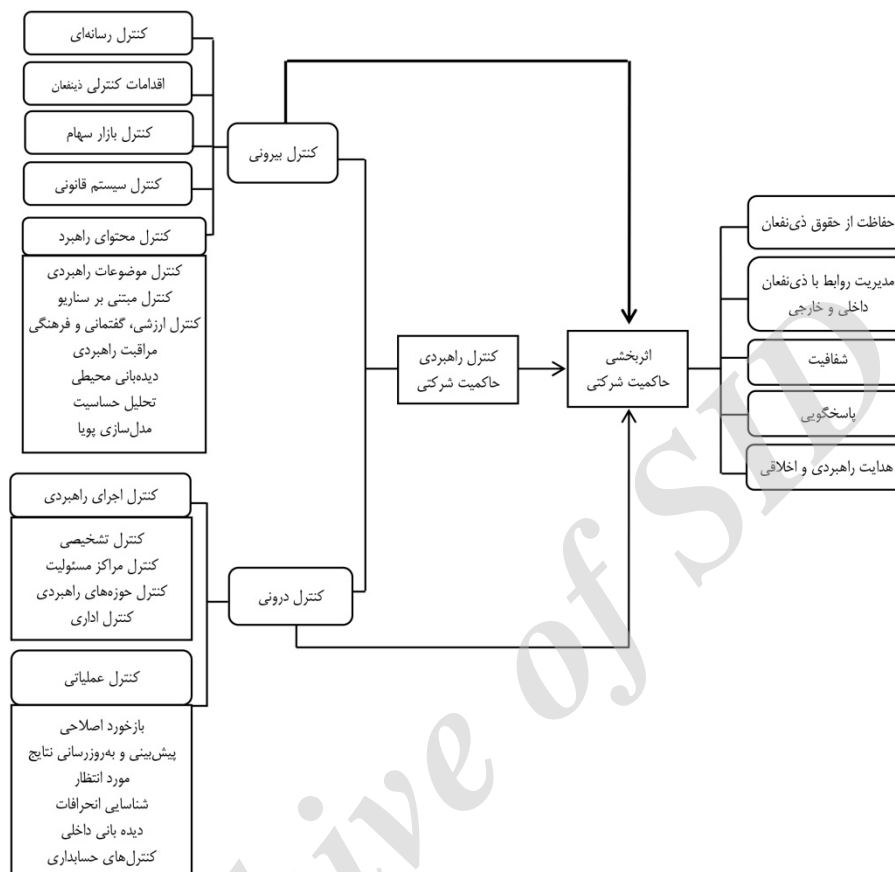 کنترل رسانه‌ای
اقدامات کنترلی ذینفعان
کنترل بازار سهام
کنترل سیستم قانونی
کنترل محتوای راهبرد
کنترل موضوعات راهبردی
کنترل مبتنی بر سناریو
کنترل ارزشی، گفتمانی و فرهنگی
مراقبت راهبردی
دیده‌بانی محیطی
تحلیل حساسیت
مدل‌سازی پویا
کنترل بیرونی
کنترل اجرای راهبردی
کنترل تشخیصی
کنترل مراکز مسئولیت
کنترل حوزه‌های راهبردی
کنترل اداری
کنترل عملیاتی
بازخورد اصلاحی
پیش‌بینی و به‌روزرسانی نتایج
مورد انتظار
شناسایی انحرافات
دیده بانی داخلی
کنترل‌های حسابداری
کنترل درونی
کنترل راهبردی
حاکمیت شرکتی
اثربخشی
حاکمیت شرکتی
حفاظت از حقوق ذی‌نفعان
مدیریت روابط با ذی‌نفعان
داخلی و خارجی
شفافیت
پاسخگویی
هدایت راهبردی و اخلاقی
ive of SID